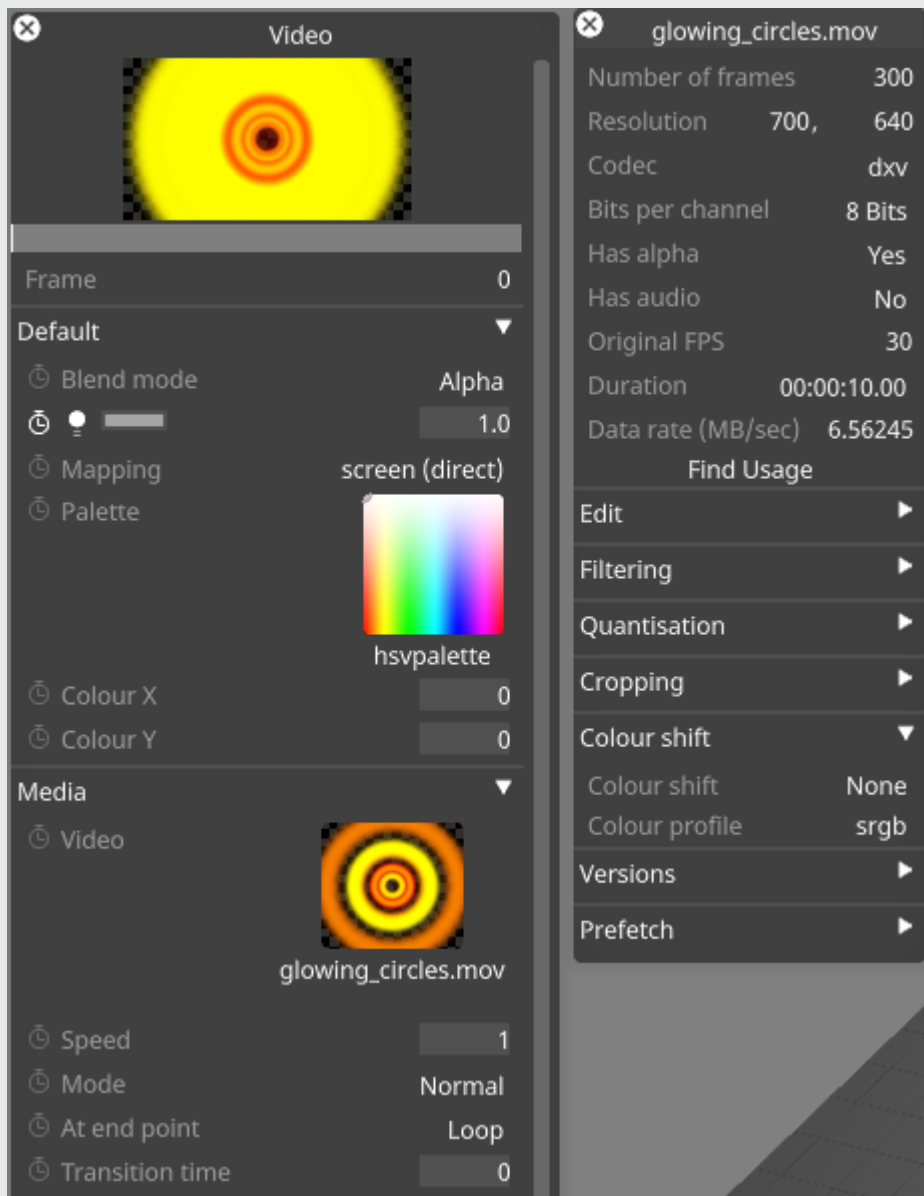 Video
Frame 0
Default
Blend mode Alpha
1.0
Mapping screen (direct)
Palette
hsvpalette
Colour X 0
Colour Y 0
Media
Video
glowing_circles.mov
Speed 1
Mode Normal
At end point Loop
Transition time 0
glowing_circles.mov
Number of frames 300
Resolution 700, 640
Codec dxv
Bits per channel 8 Bits
Has alpha Yes
Has audio No
Original FPS 30
Duration 00:00:10.00
Data rate (MB/sec) 6.56245
Find Usage
Edit
Filtering
Quantisation
Cropping
Colour shift
Colour shift None
Colour profile srgb
Versions
Prefetch